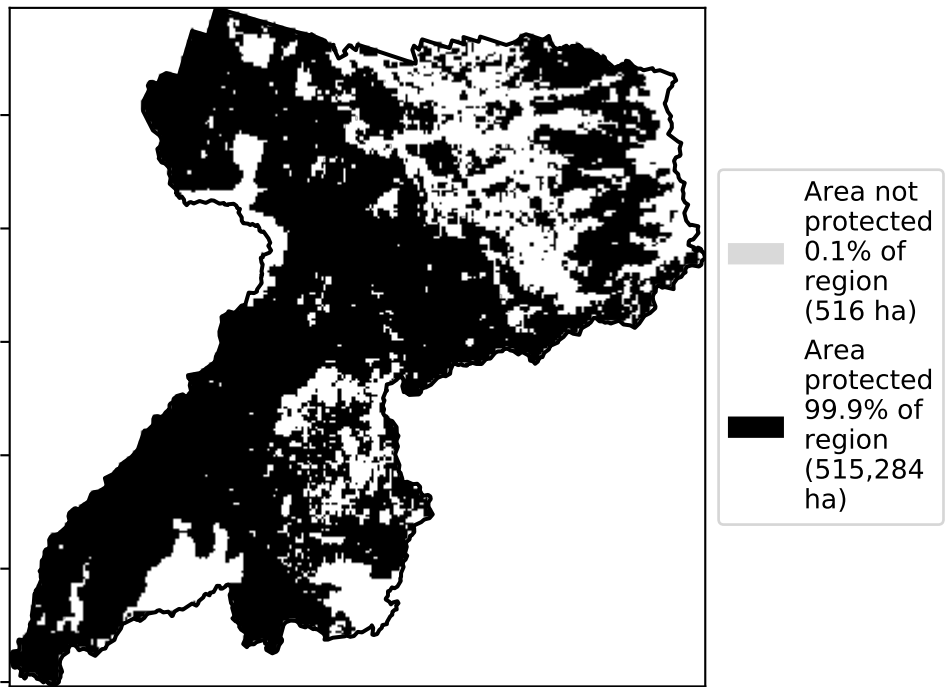 Area not
protected
0.1% of
region
(516 ha)
Area
protected
99.9% of
region
(515,284
ha)